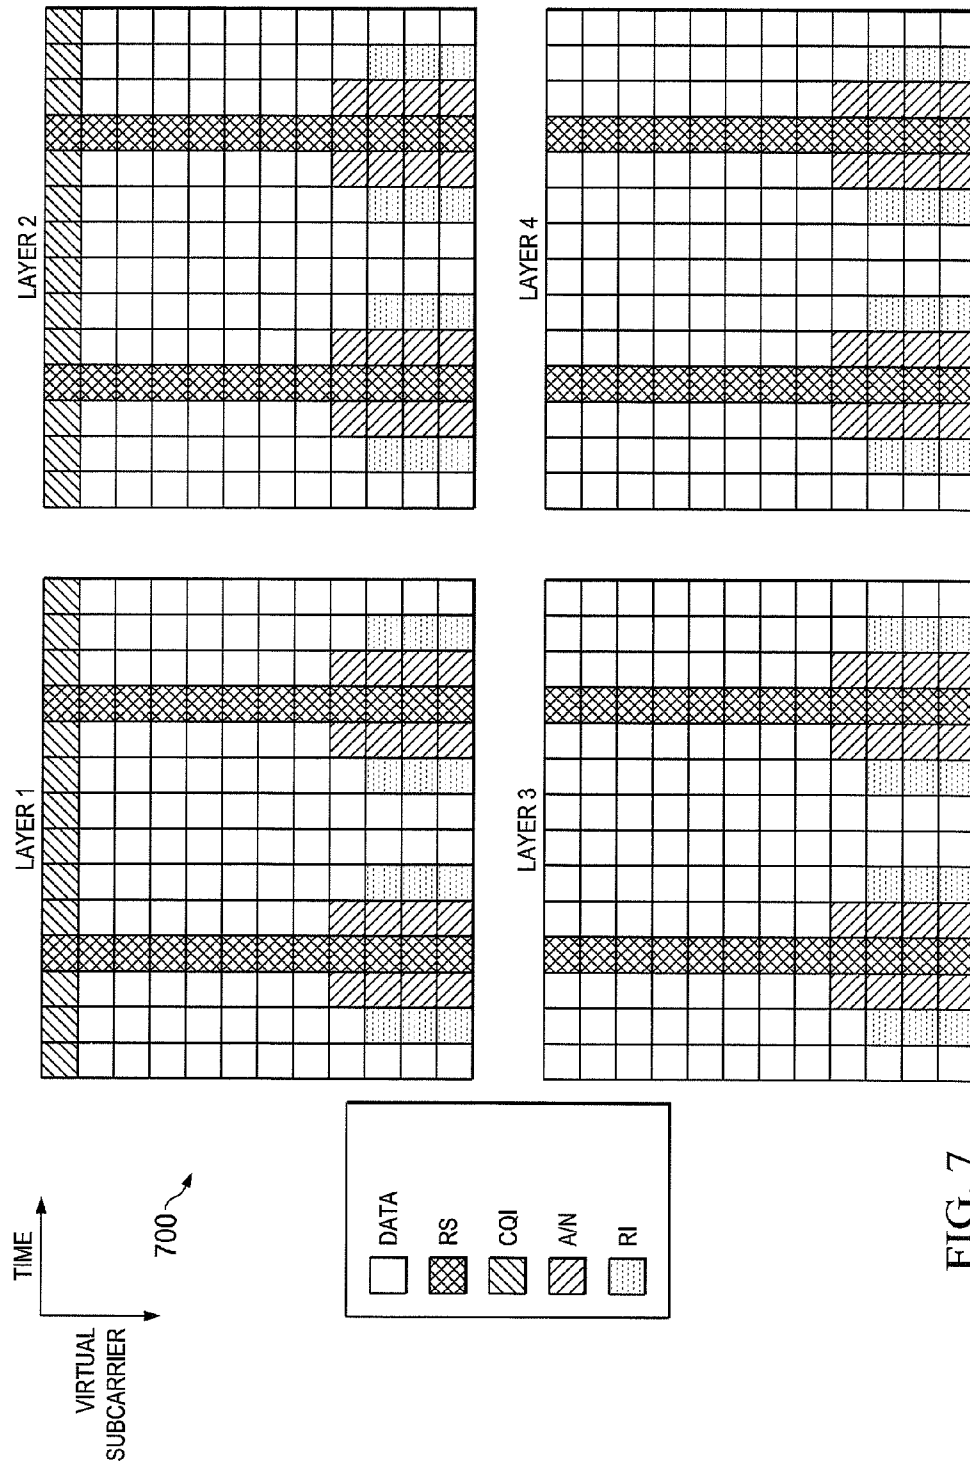 TIME
VIRTUAL
SUBCARRIER
700
DATA
RS
CQI
A/N
RI
LAYER 1
LAYER 2
LAYER 3
LAYER 4
FIG. 7